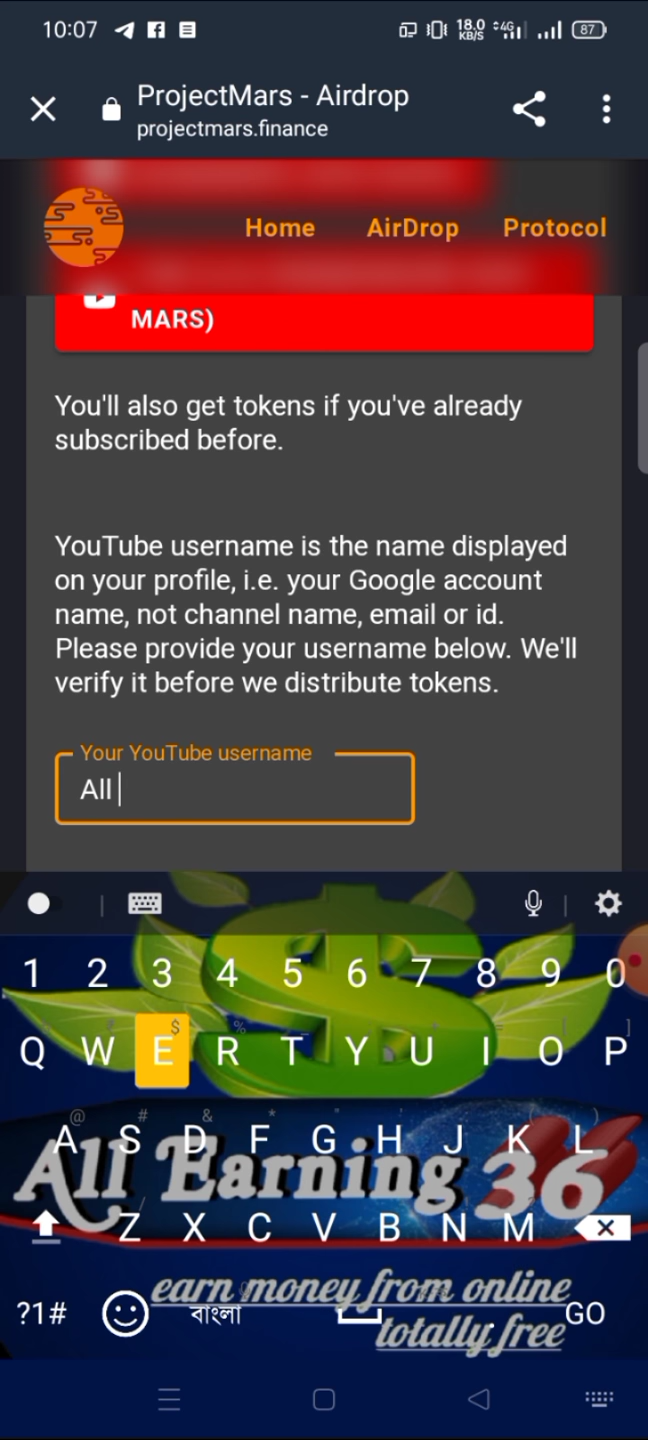 10:07
18.0
KB/S
4G
87
ProjectMars - Airdrop
projectmars.finance
Home AirDrop Protocol
MARS)
You'll also get tokens if you've already
subscribed before.
YouTube username is the name displayed
on your profile, i.e. your Google account
name, not channel name, email or id.
Please provide your username below. We'll
verify it before we distribute tokens.
Your YouTube username
All
1 2 3 4 5 6 7 8 9 0
$ %
Q W E R T Y U I O P
@ # & *
A S D F G H J K L
All Earning 36
Z X C V B N M
earn money from online
?1# বাংলা GO
totally free